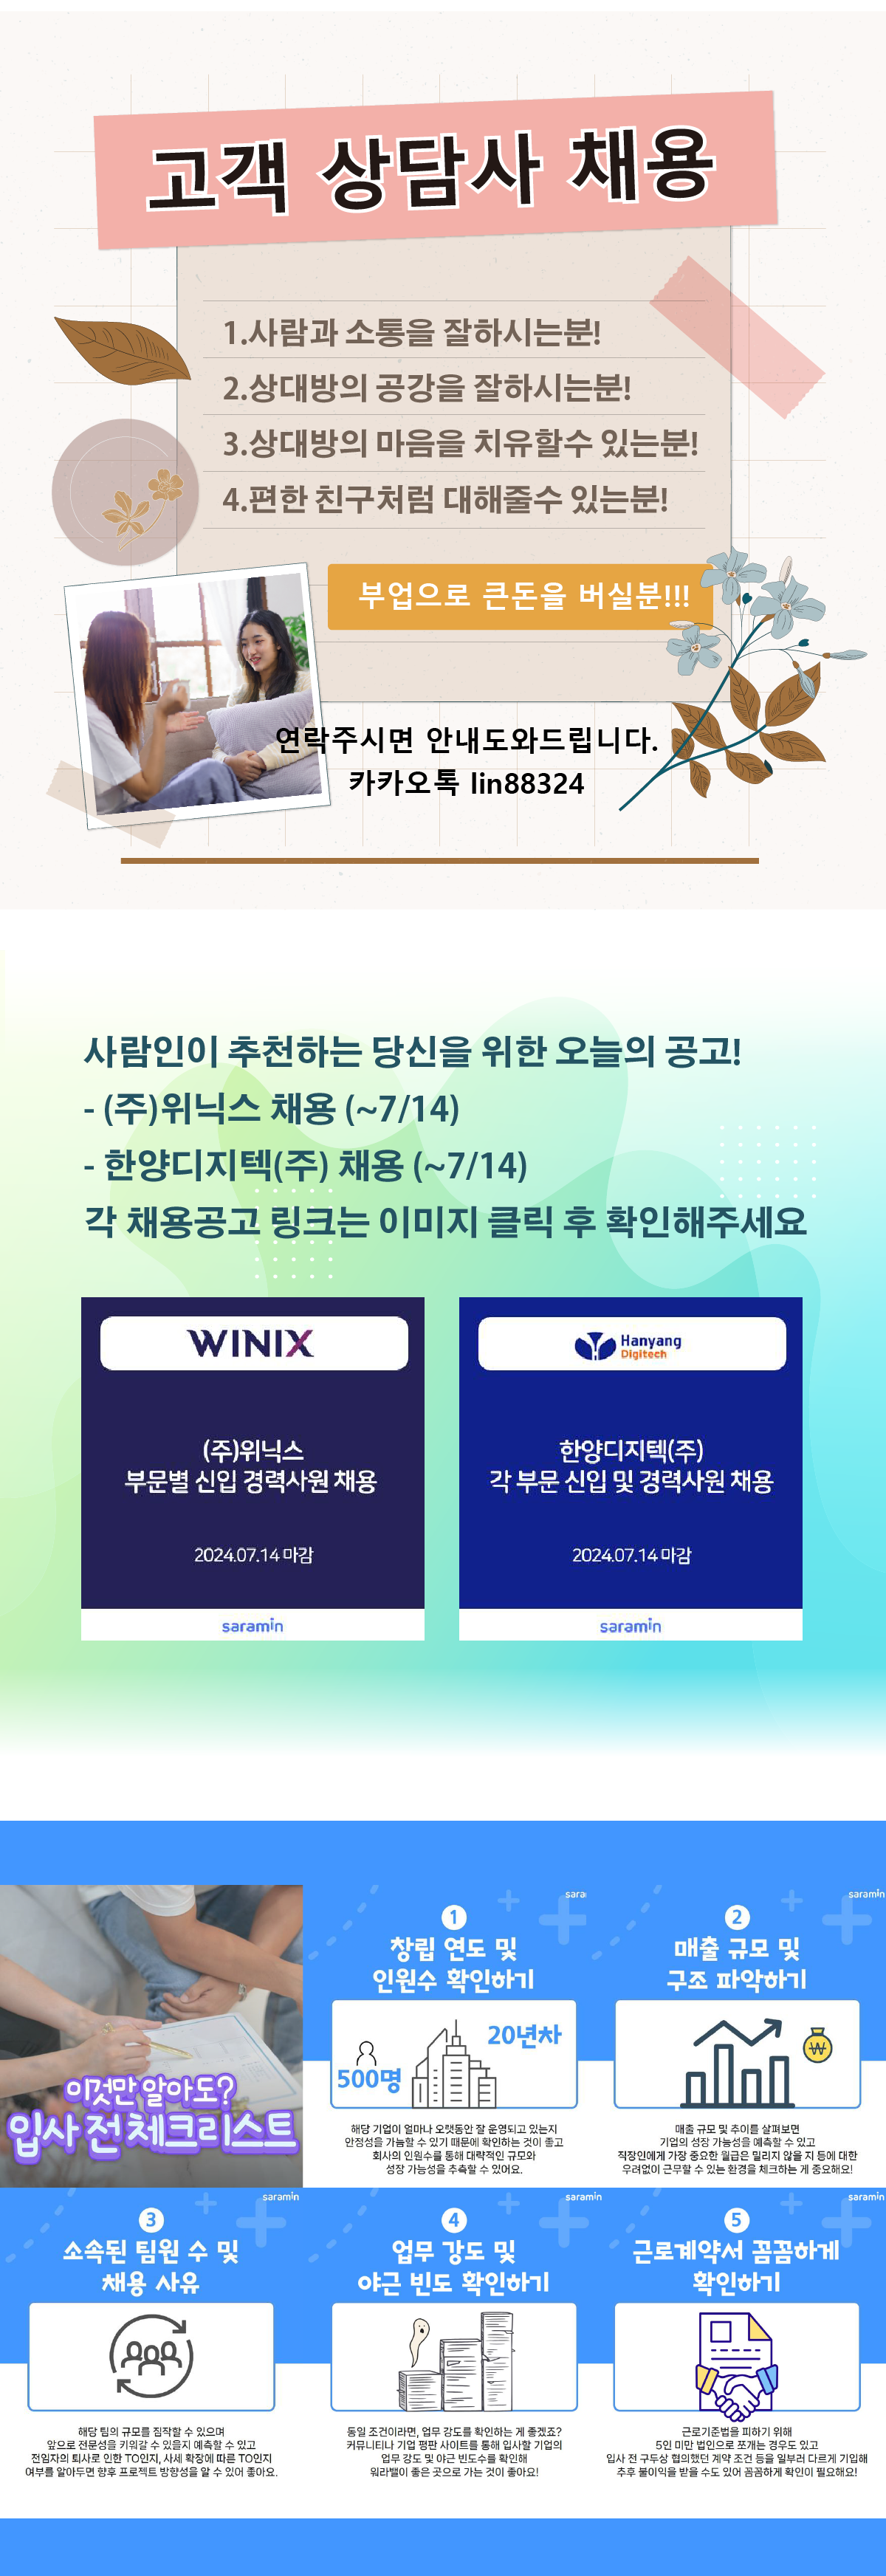 고객 상담사 채용
1.사람과 소통을 잘하시는분!
2.상대방의 공강을 잘하시는분!
3.상대방의 마음을 치유할수 있는분!
4.편한 친구처럼 대해줄수 있는분!
부업으로 큰돈을 버실분!!!
연락주시면 안내도와드립니다.
카카오톡 lin88324
사람인이 추천하는 당신을 위한 오늘의 공고!
- (주)위닉스 채용 (~7/14)
- 한양디지텍(주) 채용 (~7/14)
각 채용공고 링크는 이미지 클릭 후 확인해주세요
WINIX
(주)위닉스
부문별 신입 경력사원 채용
2024.07.14 마감
saramin
Hanyang
Digitech
한양디지텍(주)
각 부문 신입 및 경력사원 채용
2024.07.14 마감
saramin
이것만 알아도?
입사 전 체크리스트
sara
1
창립 연도 및
인원수 확인하기
20년차
500명
해당 기업이 얼마나 오랫동안 잘 운영되고 있는지
안정성을 가늠할 수 있기 때문에 확인하는 것이 좋고
회사의 인원수를 통해 대략적인 규모와
성장 가능성을 추측할 수 있어요.
saramin
2
매출 규모 및
구조 파악하기
매출 규모 및 추이를 살펴보면
기업의 성장 가능성을 예측할 수 있고
직장인에게 가장 중요한 월급은 밀리지 않을 지 등에 대한
우려없이 근무할 수 있는 환경을 체크하는 게 중요해요!
saramin
3
소속된 팀원 수 및
채용 사유
해당 팀의 규모를 짐작할 수 있으며
앞으로 전문성을 키워갈 수 있을지 예측할 수 있고
전임자의 퇴사로 인한 TO인지, 사세 확장에 따른 TO인지
여부를 알아두면 향후 프로젝트 방향성을 알 수 있어 좋아요.
saramin
4
업무 강도 및
야근 빈도 확인하기
동일 조건이라면, 업무 강도를 확인하는 게 좋겠죠?
커뮤니티나 기업 평판 사이트를 통해 입사할 기업의
업무 강도 및 야근 빈도수를 확인해
워라밸이 좋은 곳으로 가는 것이 좋아요!
saramin
5
근로계약서 꼼꼼하게
확인하기
근로기준법을 피하기 위해
5인 미만 법인으로 쪼개는 경우도 있고
입사 전 구두상 협의했던 계약 조건 등을 일부러 다르게 기입해
추후 불이익을 받을 수도 있어 꼼꼼하게 확인이 필요해요!